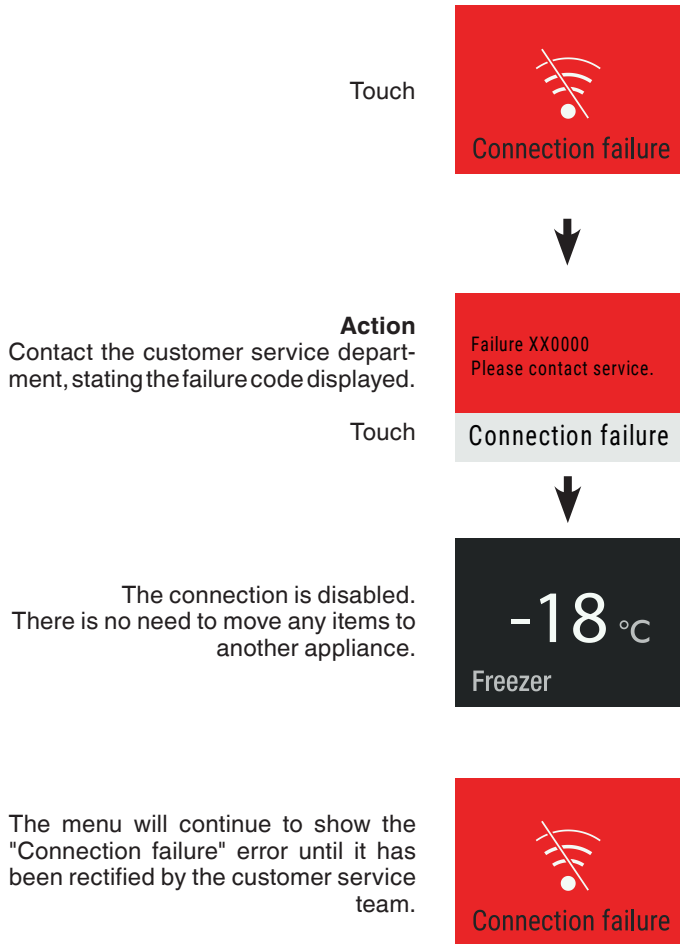 Touch
Connection failure
Action
Contact the customer service depart-
ment, stating the failure code displayed.
Failure XX0000
Please contact service.
Touch
Connection failure
The connection is disabled.
There is no need to move any items to
another appliance.
-18 °C
Freezer
The menu will continue to show the
"Connection failure" error until it has
been rectified by the customer service
team.
Connection failure